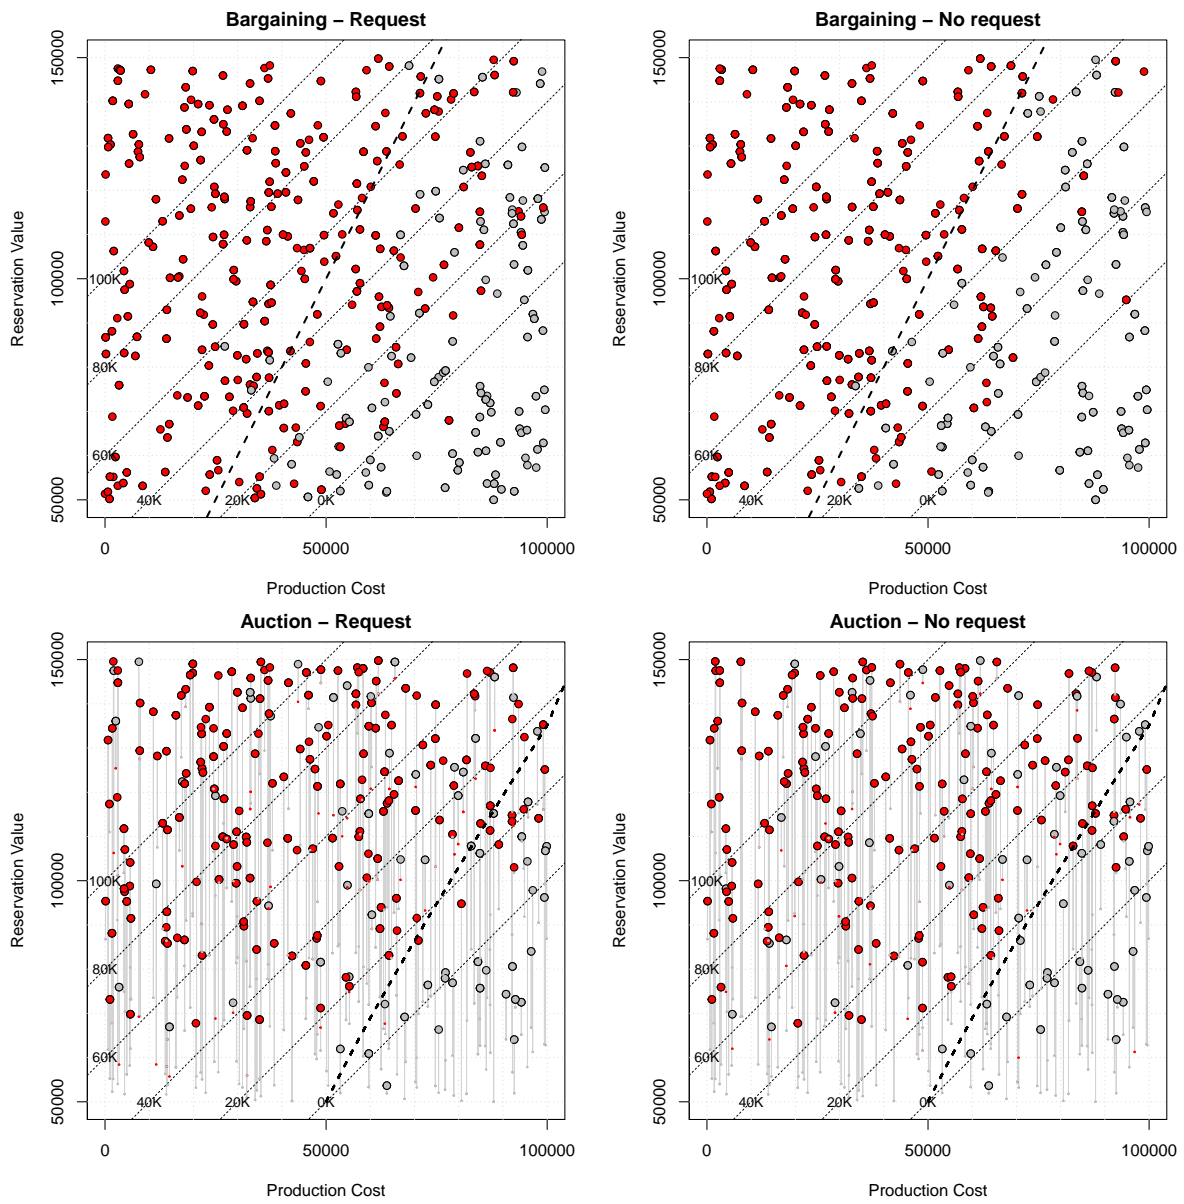 Bargaining – Request
Reservation Value
150000
100000
50000
100K
80K
60K
40K
20K
0K
0
50000
100000
Production Cost
Bargaining – No request
Reservation Value
150000
100000
50000
100K
80K
60K
40K
20K
0K
0
50000
100000
Production Cost
Auction – Request
Reservation Value
150000
100000
50000
100K
80K
60K
40K
20K
0K
0
50000
100000
Production Cost
Auction – No request
Reservation Value
150000
100000
50000
100K
80K
60K
40K
20K
0K
0
50000
100000
Production Cost